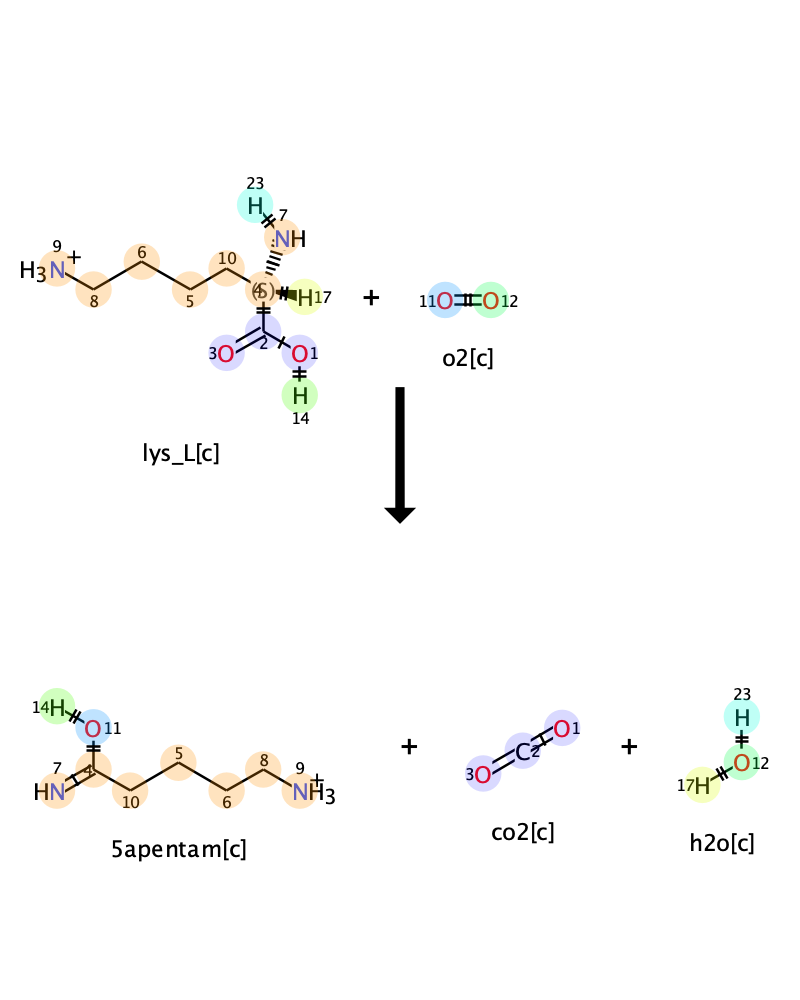 23
H
7
NH
9
H3N+
6
10
8
5
4
(S)
H17
+
11O
O12
3O
2
O1
H
14
o2[c]
lys_L[c]
14H
O11
7
HN
4
10
5
6
8
9
NH3
+
+
3O
C2
O1
+
23
H
O12
17H
5apentam[c]
co2[c]
h2o[c]